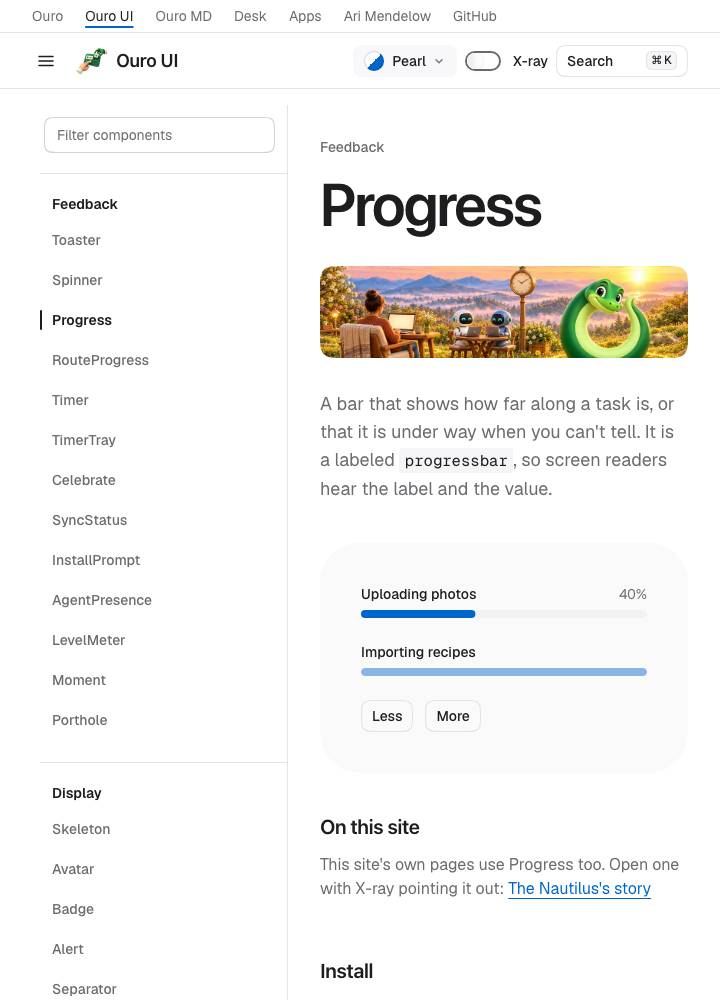 Ouro Ouro UI Ouro MD Desk Apps Ari Mendelow GitHub
Ouro UI Pearl X-ray Search ⌘ K
Filter components
Feedback
Toaster
Spinner
Progress
RouteProgress
Timer
TimerTray
Celebrate
SyncStatus
InstallPrompt
AgentPresence
LevelMeter
Moment
Porthole
Display
Skeleton
Avatar
Badge
Alert
Separator
Feedback
Progress
A bar that shows how far along a task is, or
that it is under way when you can't tell. It is
a labeled progressbar, so screen readers
hear the label and the value.
Uploading photos 40%
Importing recipes
Less More
On this site
This site's own pages use Progress too. Open one
with X-ray pointing it out: The Nautilus's story
Install